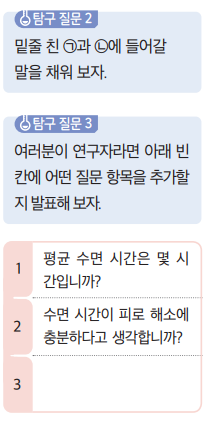 탐구 질문 2
밑줄 친 ㉠과 ㉡에 들어갈
말을 채워 보자.
탐구 질문 3
여러분이 연구자라면 아래 빈
칸에 어떤 질문 항목을 추가할
지 발표해 보자.
1
평균 수면 시간은 몇 시
간입니까?
2
수면 시간이 피로 해소에
충분하다고 생각합니까?
3